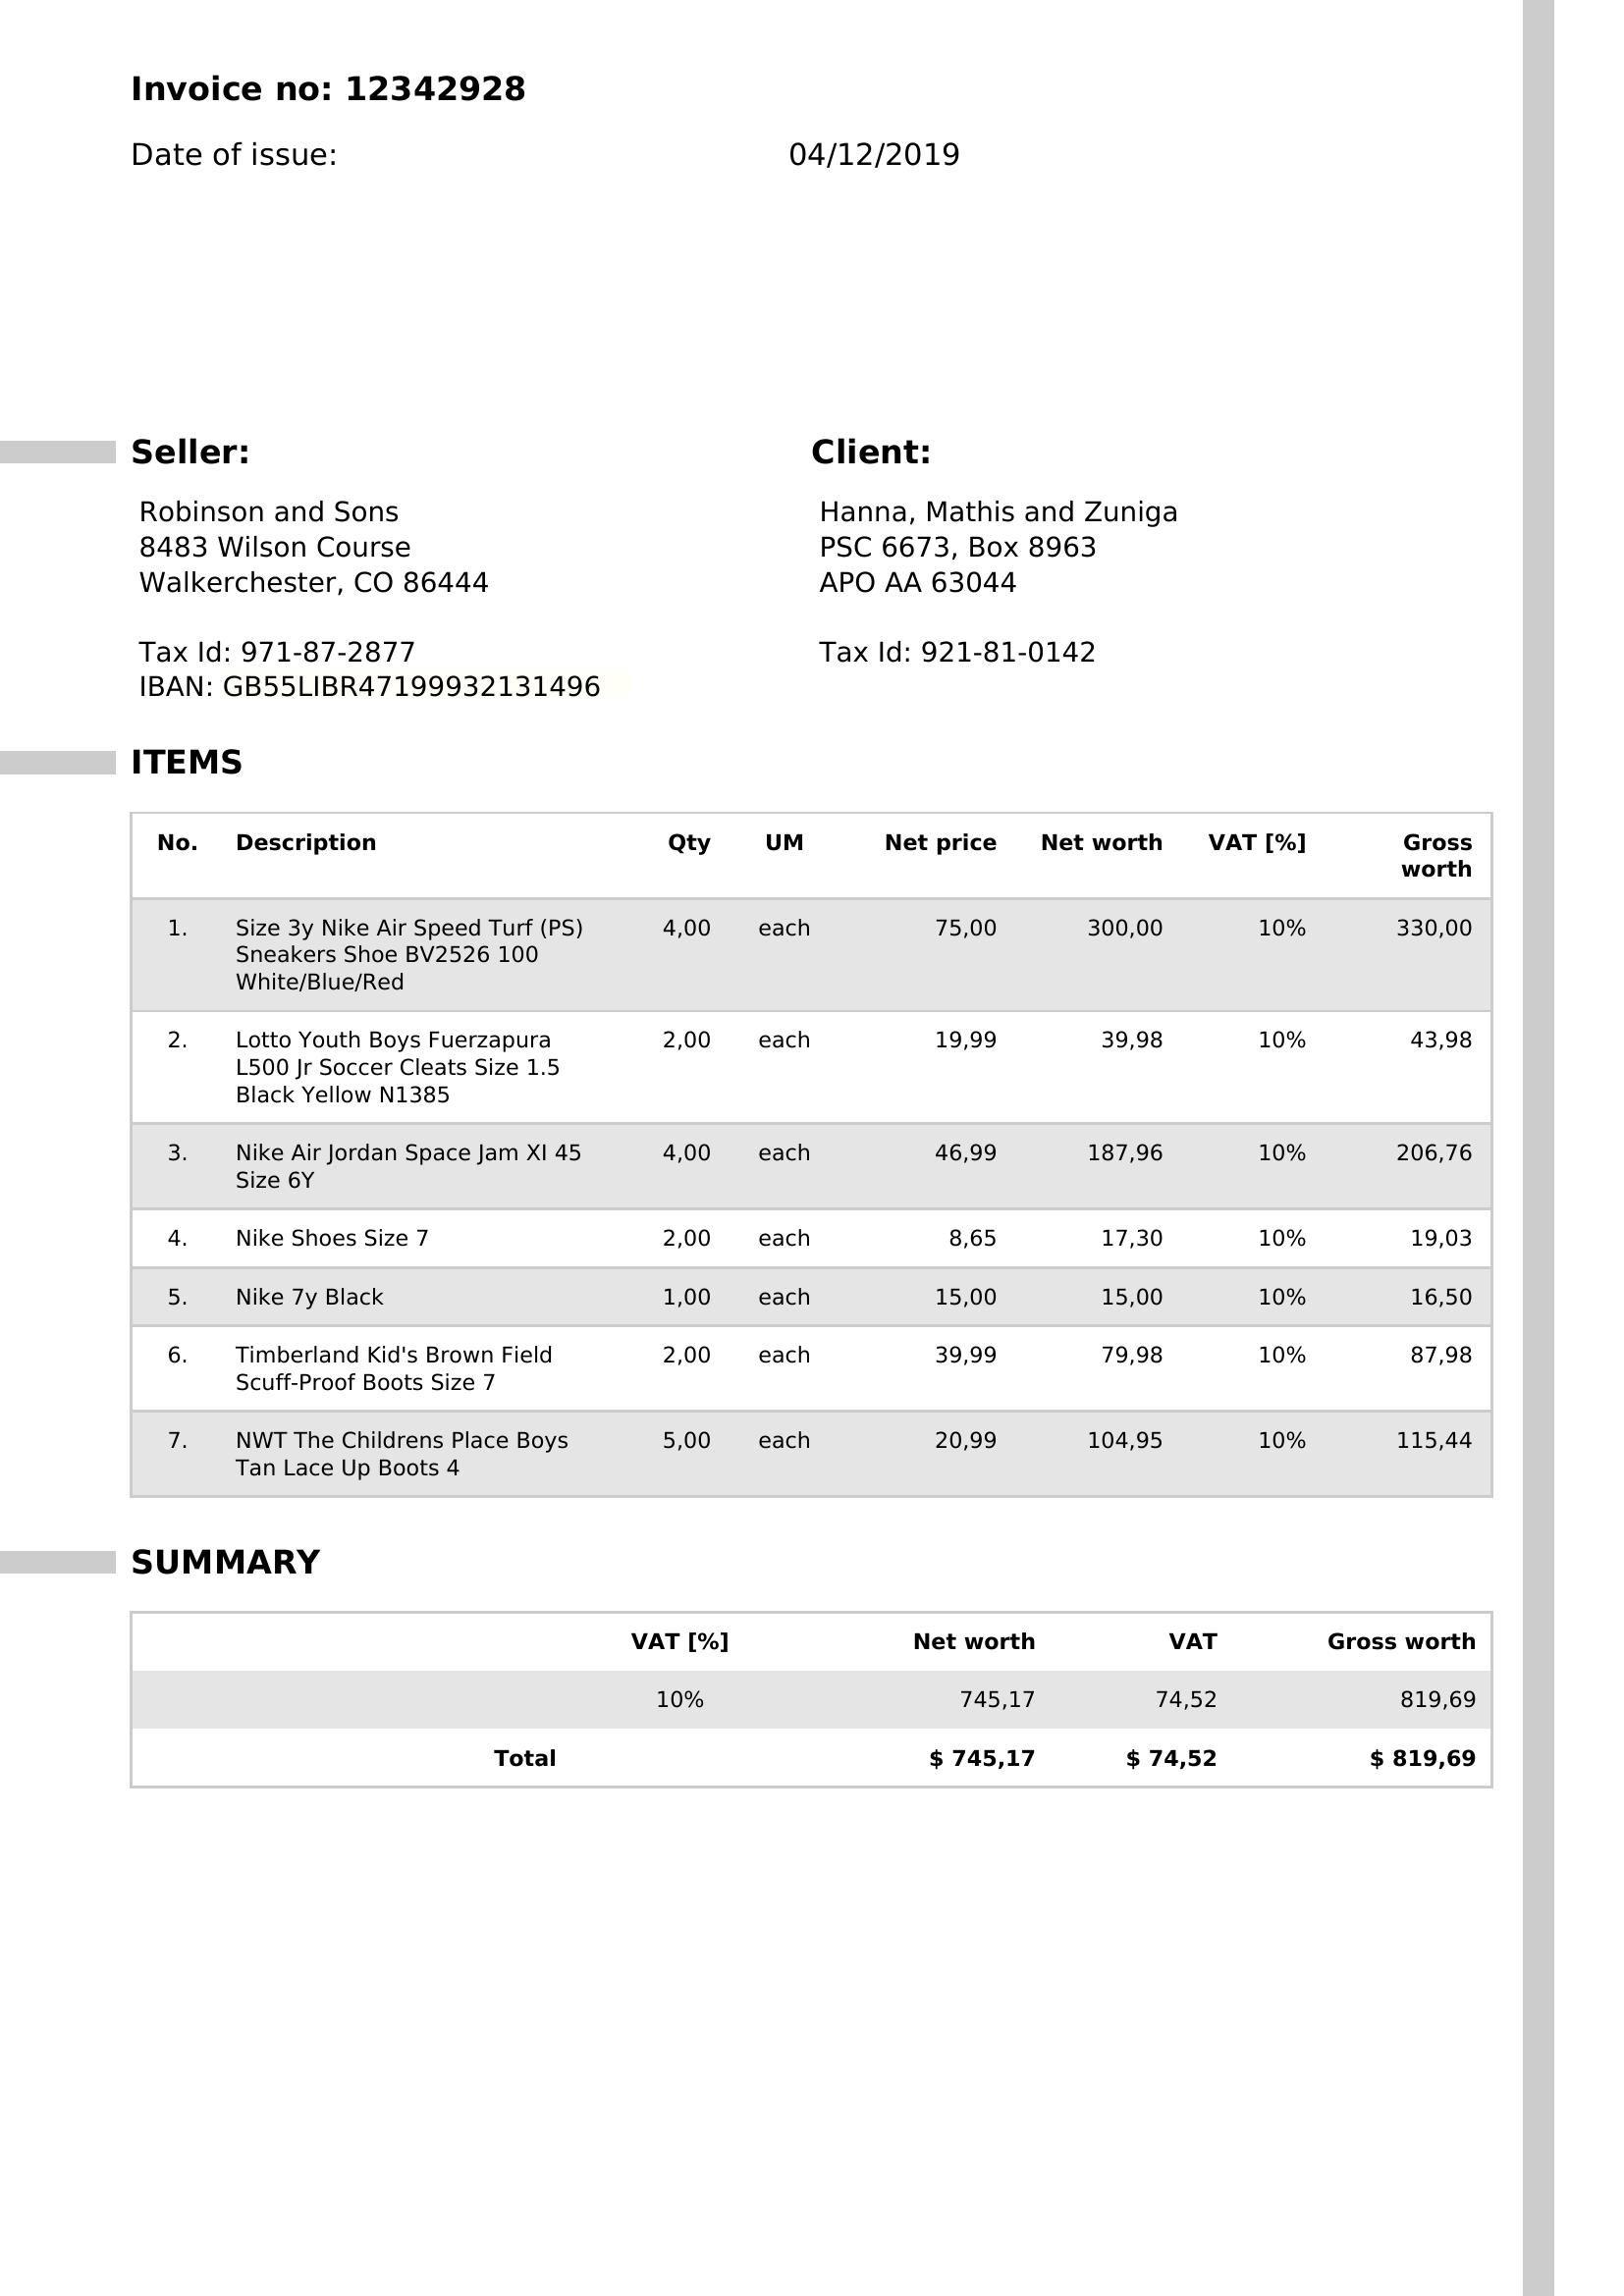 Invoice no: 12342928
Date of issue: 04/12/2019
Seller:
Robinson and Sons
8483 Wilson Course
Walkerchester, CO 86444
Tax Id: 971-87-2877
IBAN: GB55LIBR47199932131496
Client:
Hanna, Mathis and Zuniga
PSC 6673, Box 8963
APO AA 63044
Tax Id: 921-81-0142
ITEMS
No. Description Qty UM Net price Net worth VAT [%] Gross
worth
1. Size 3y Nike Air Speed Turf (PS) 4,00 each 75,00 300,00 10% 330,00
Sneakers Shoe BV2526 100
White/Blue/Red
2. Lotto Youth Boys Fuerzapura 2,00 each 19,99 39,98 10% 43,98
L500 Jr Soccer Cleats Size 1.5
Black Yellow N1385
3. Nike Air Jordan Space Jam XI 45 4,00 each 46,99 187,96 10% 206,76
Size 6Y
4. Nike Shoes Size 7 2,00 each 8,65 17,30 10% 19,03
5. Nike 7y Black 1,00 each 15,00 15,00 10% 16,50
6. Timberland Kid's Brown Field 2,00 each 39,99 79,98 10% 87,98
Scuff-Proof Boots Size 7
7. NWT The Childrens Place Boys 5,00 each 20,99 104,95 10% 115,44
Tan Lace Up Boots 4
SUMMARY
VAT [%] Net worth VAT Gross worth
10% 745,17 74,52 819,69
Total $ 745,17 $ 74,52 $ 819,69